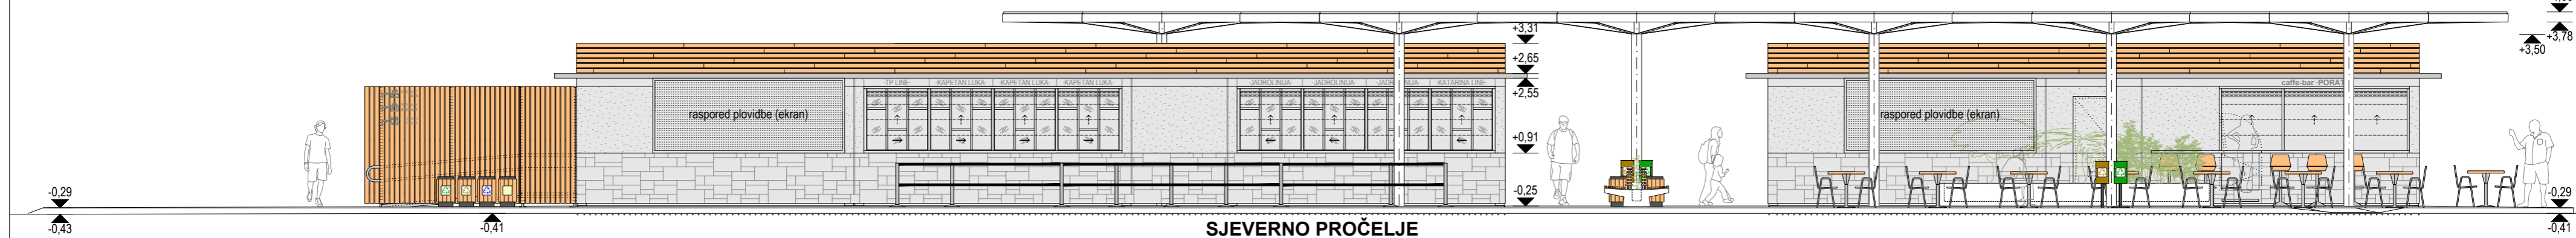 +3,78
+3,50
+3,31
+2,65
+2,55
+0,91
-0,25
TP LINE
·KAPETAN LUKA·
·KAPETAN LUKA·
·KAPETAN LUKA·
·JADROLINIJA·
·JADROLINIJA·
·JADROLINIJA·
·KATARINA LINE·
caffe-bar ·PORAT·
raspored plovidbe (ekran)
raspored plovidbe (ekran)
-0,29
-0,43
-0,41
-0,29
-0,41
SJEVERNO PROČELJE